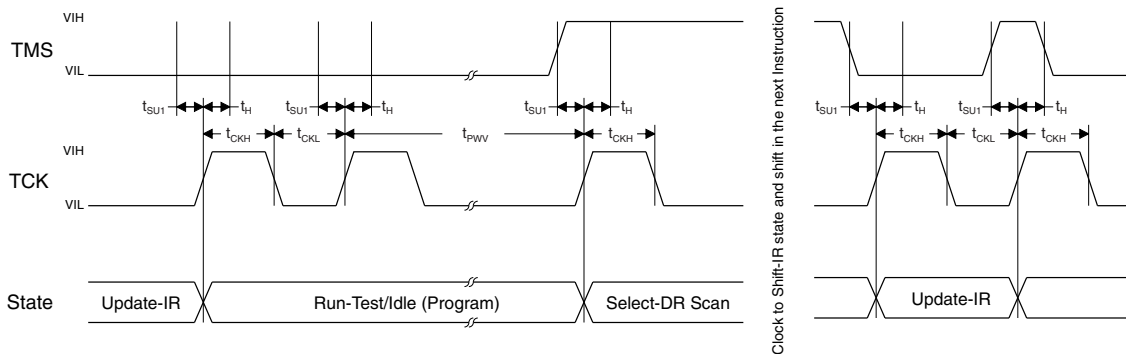 VIH
TMS
VIL
tSU1 tH tSU1 tH tSU1 tH tSU1 tH tSU1 tH
tCKH tCKL tPWV tCKH tCKH tCKL tCKH
VIH
TCK
VIL
State Update-IR Run-Test/Idle (Program) Select-DR Scan Update-IR
Clock to Shift-IR state and shift in the next Instruction